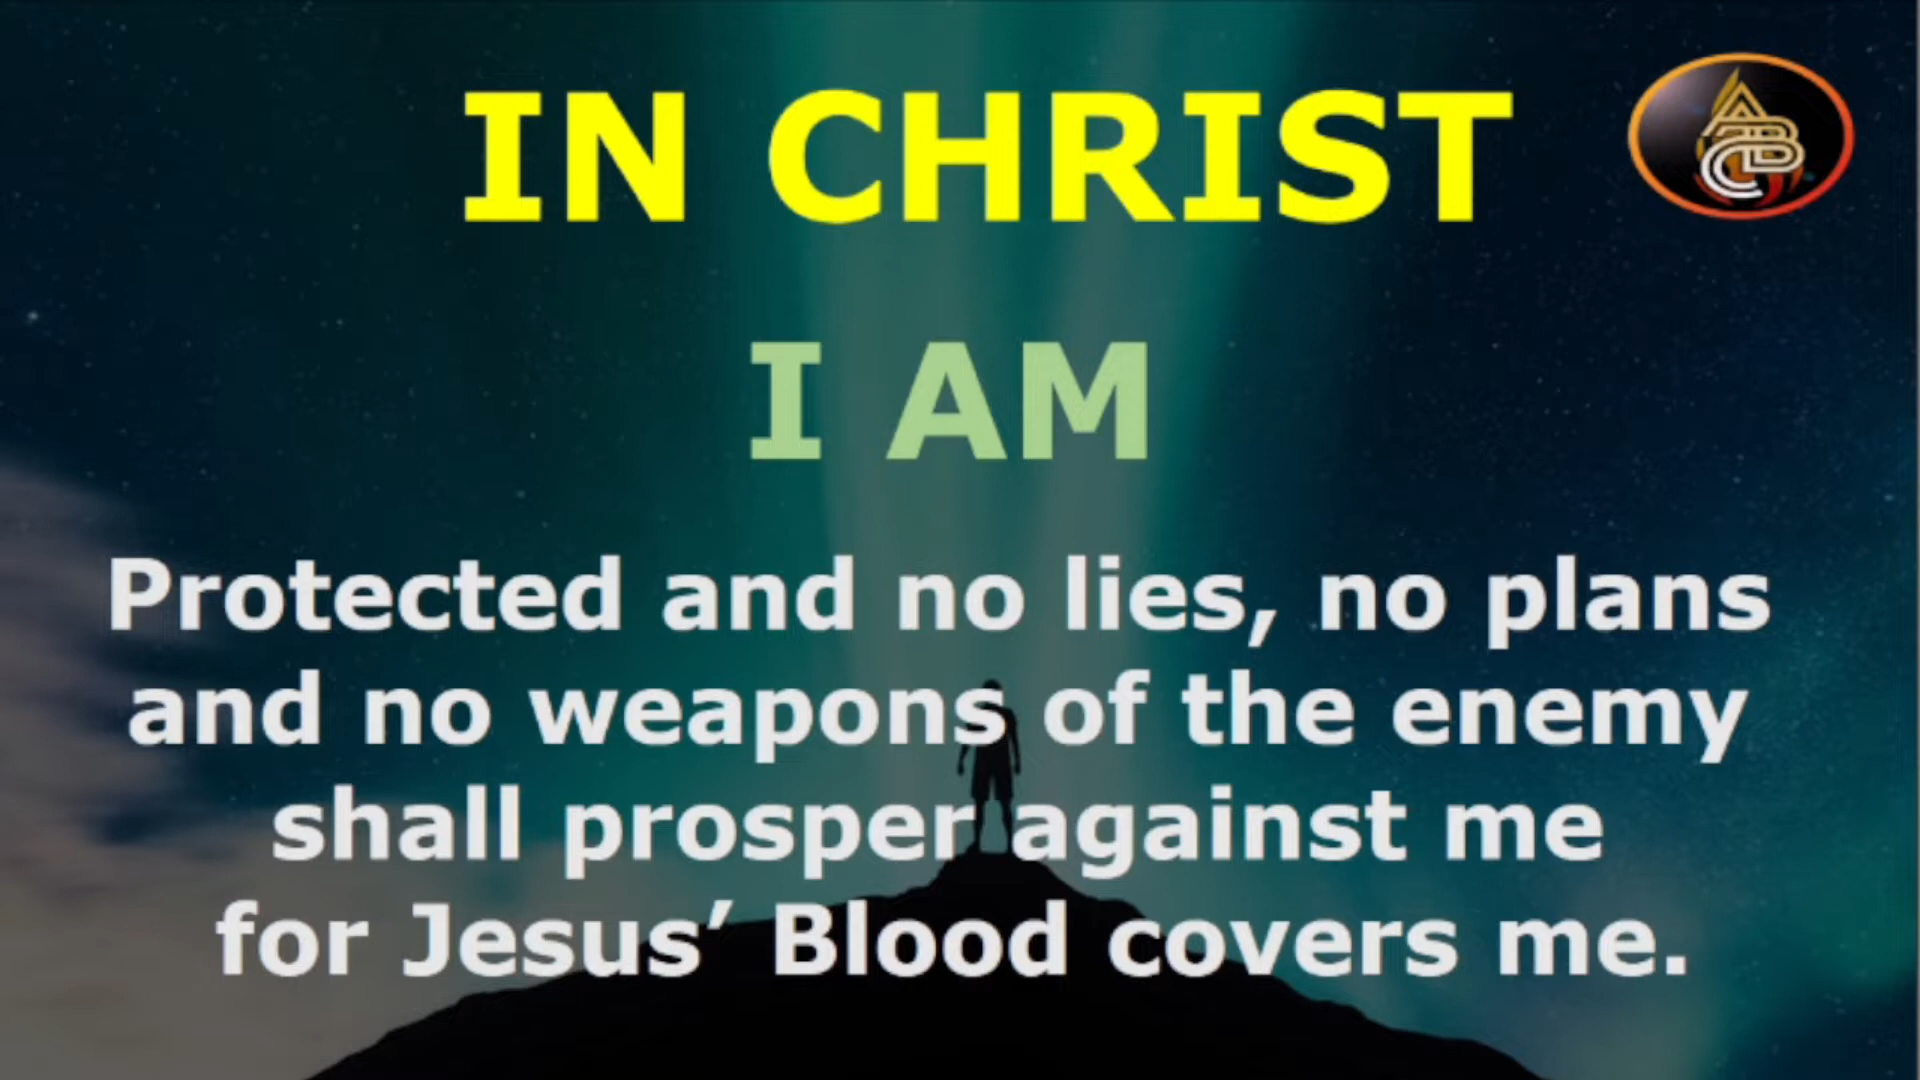 IN CHRIST
ABC
I AM
Protected and no lies, no plans
and no weapons of the enemy
shall prosper against me
for Jesus’ Blood covers me.